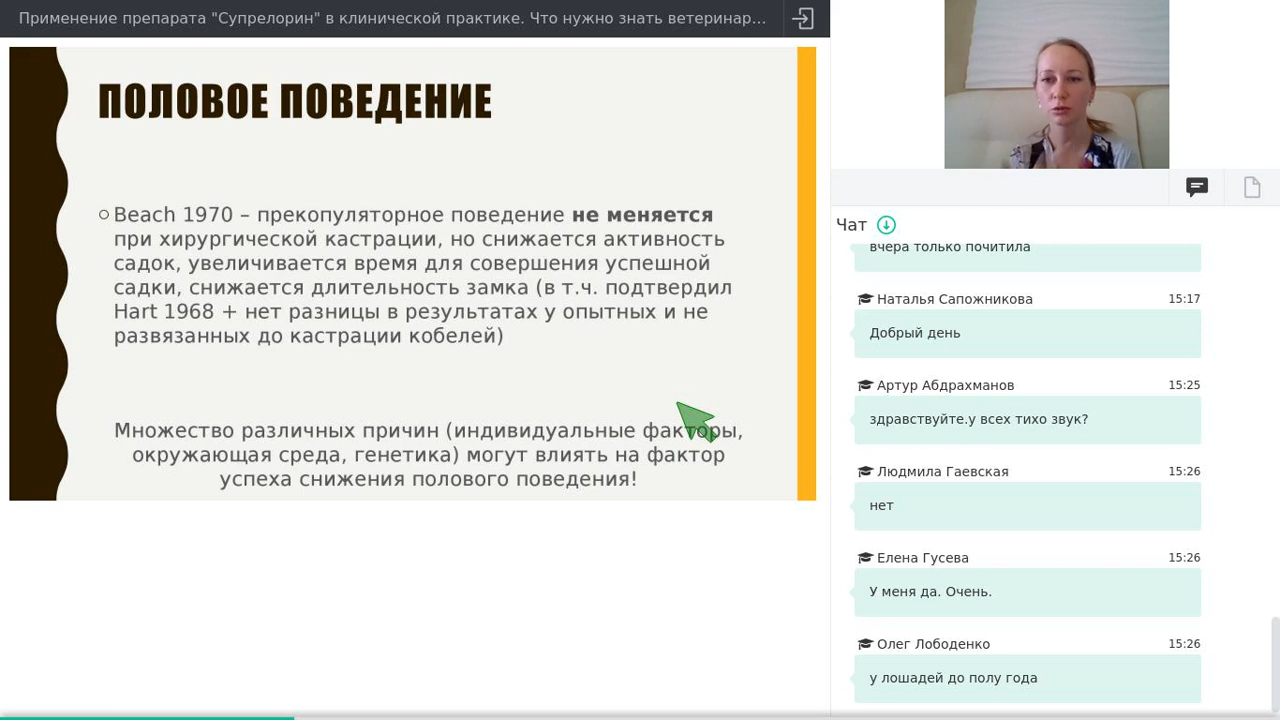 Применение препарата "Супрелорин" в клинической практике. Что нужно знать ветеринар...
ПОЛОВОЕ ПОВЕДЕНИЕ
Beach 1970 – прекопуляторное поведение не меняется
при хирургической кастрации, но снижается активность
садок, увеличивается время для совершения успешной
садки, снижается длительность замка (в т.ч. подтвердил
Hart 1968 + нет разницы в результатах у опытных и не
развязанных до кастрации кобелей)
Множество различных причин (индивидуальные факторы,
окружающая среда, генетика) могут влиять на фактор
успеха снижения полового поведения!
Чат
вчера только почитила
Наталья Сапожникова 15:17
Добрый день
Артур Абдрахманов 15:25
здравствуйте.у всех тихо звук?
Людмила Гаевская 15:26
нет
Елена Гусева 15:26
У меня да. Очень.
Олег Лободенко 15:26
у лошадей до полу года